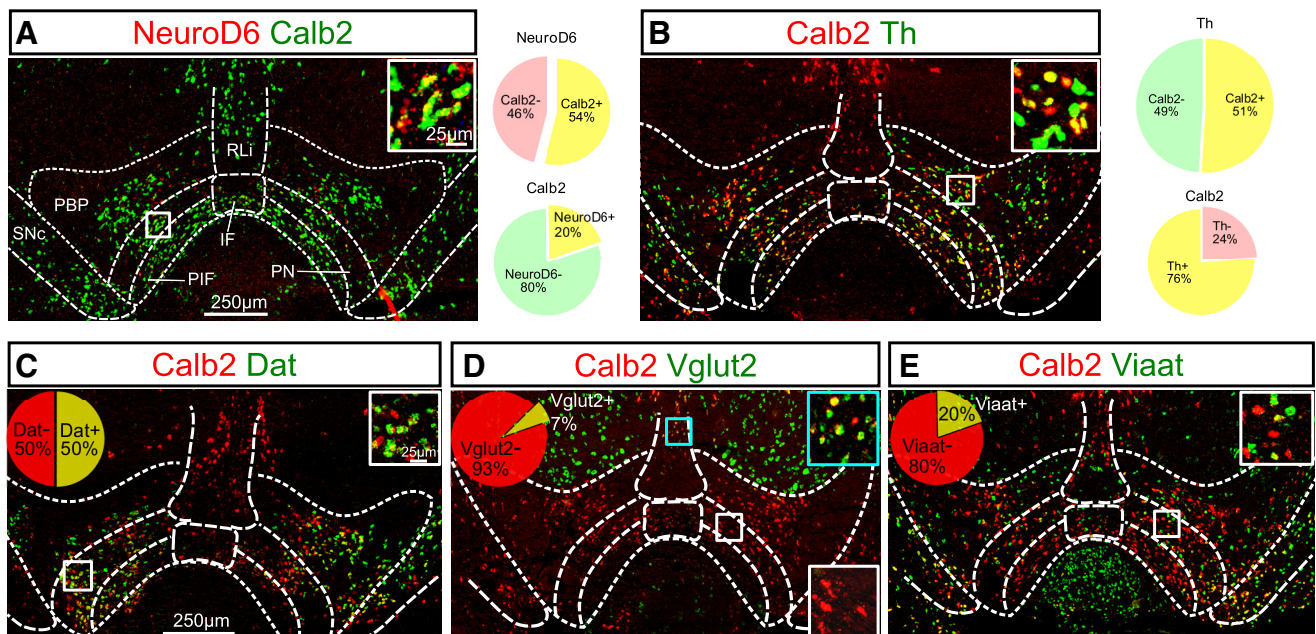 A
NeuroD6 Calb2
NeuroD6
Calb2-
46%
Calb2+
54%
25µm
RLi
PBP
SNc
IF
PIF
PN
250µm
Calb2
NeuroD6+
20%
NeuroD6-
80%
B
Calb2 Th
Th
Calb2-
49%
Calb2+
51%
Calb2
Th-
24%
Th+
76%
C
Calb2 Dat
Dat-
50%
Dat+
50%
25µm
250µm
D
Calb2 Vglut2
Vglut2+
7%
Vglut2-
93%
E
Calb2 Viaat
Viaat+
20%
Viaat-
80%